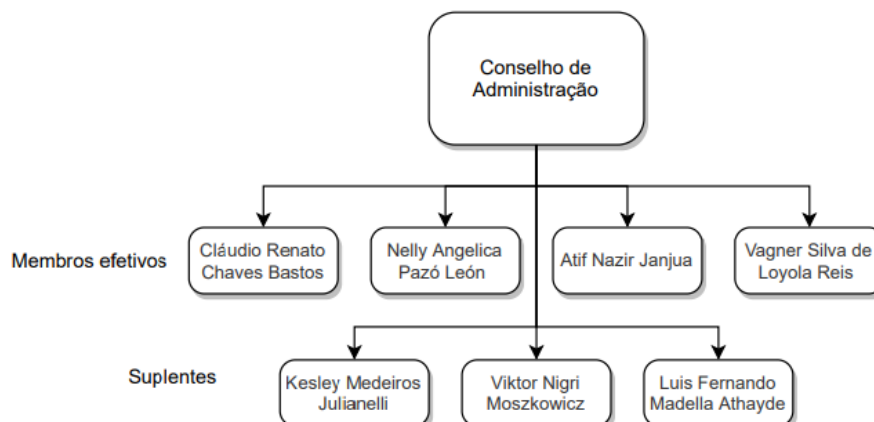 Conselho de
Administração
Membros efetivos
Cláudio Renato
Chaves Bastos
Nelly Angelica
Pazó León
Atif Nazir Janjua
Vagner Silva de
Loyola Reis
Suplentes
Kesley Medeiros
Julianelli
Viktor Nigri
Moszkowicz
Luis Fernando
Madella Athayde